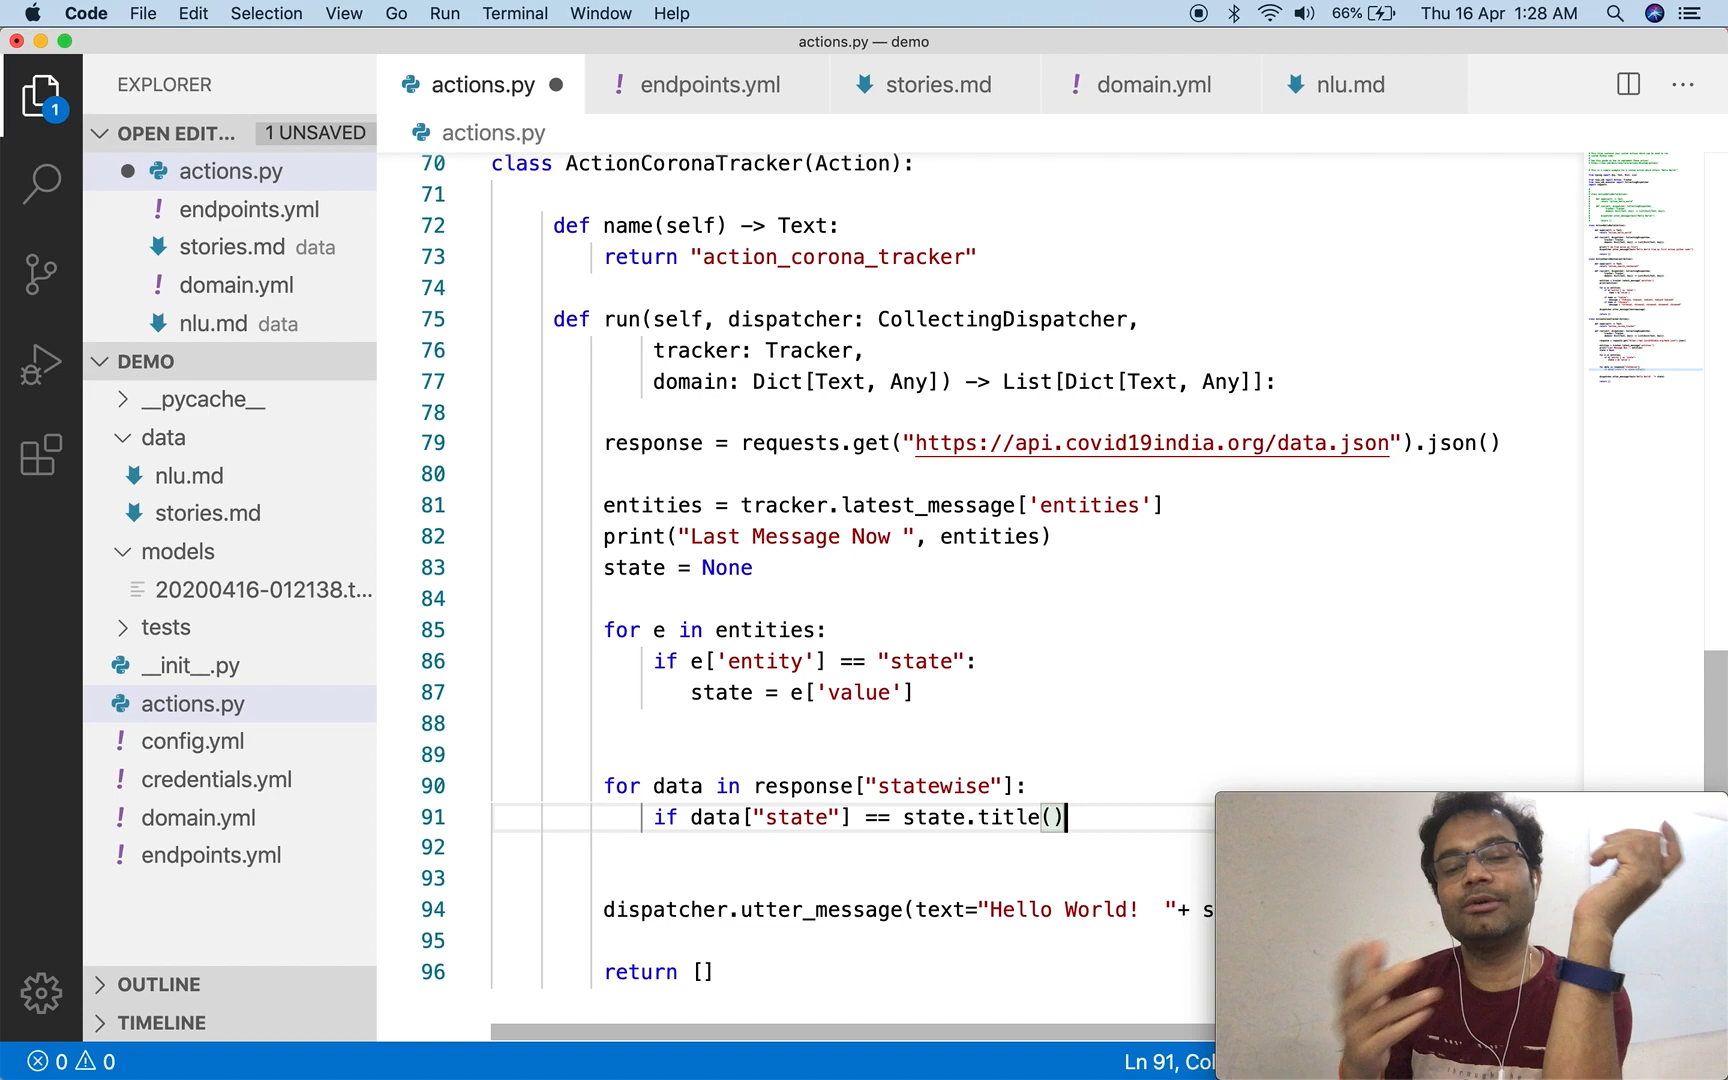 Code File Edit Selection View Go Run Terminal Window Help 66% Thu 16 Apr 1:28 AM
actions.py — demo
EXPLORER
actions.py endpoints.yml stories.md domain.yml nlu.md
OPEN EDIT... 1 UNSAVED
actions.py
endpoints.yml
stories.md data
domain.yml
nlu.md data
DEMO
__pycache__
data
nlu.md
stories.md
models
20200416-012138.t...
tests
__init__.py
actions.py
config.yml
credentials.yml
domain.yml
endpoints.yml
OUTLINE
TIMELINE
1
actions.py
70 class ActionCoronaTracker(Action):
71
72 def name(self) -> Text:
73 return "action_corona_tracker"
74
75 def run(self, dispatcher: CollectingDispatcher,
76 tracker: Tracker,
77 domain: Dict[Text, Any]) -> List[Dict[Text, Any]]:
78
79 response = requests.get("https://api.covid19india.org/data.json").json()
80
81 entities = tracker.latest_message['entities']
82 print("Last Message Now ", entities)
83 state = None
84
85 for e in entities:
86 if e['entity'] == "state":
87 state = e['value']
88
89
90 for data in response["statewise"]:
91 if data["state"] == state.title()
92
93
94 dispatcher.utter_message(text="Hello World!  "+ s
95
96 return []
0 0
Ln 91, Col